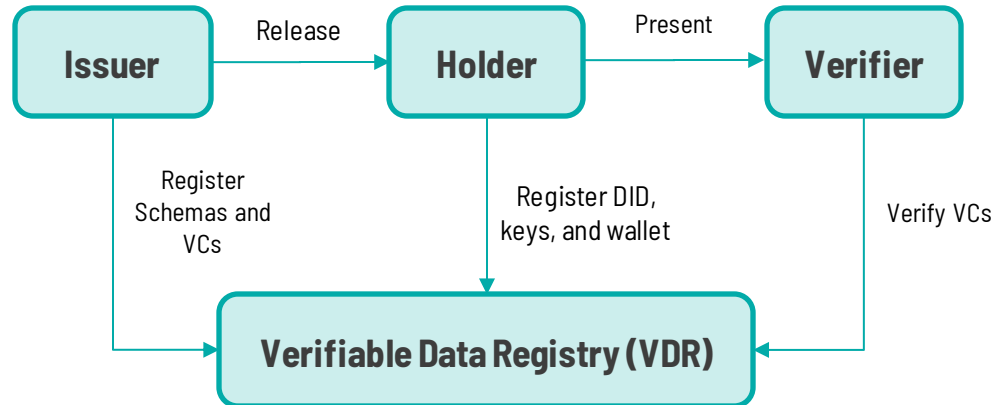 Release
Present
Issuer
Holder
Verifier
Register
Schemas and
VCs
Register DID,
keys, and wallet
Verify VCs
Verifiable Data Registry (VDR)